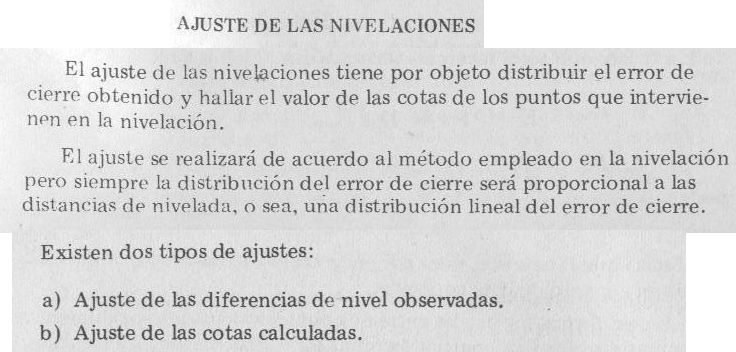 AJUSTE DE LAS NIVELACIONES
El ajuste de las nivelaciones tiene por objeto distribuir el error de
cierre obtenido y hallar el valor de las cotas de los puntos que intervie-
nen en la nivelación.
El ajuste se realizará de acuerdo al método empleado en la nivelación
pero siempre la distribución del error de cierre será proporcional a las
distancias de nivelada, o sea, una distribución lineal del error de cierre.
Existen dos tipos de ajustes:
a) Ajuste de las diferencias de nivel observadas.
b) Ajuste de las cotas calculadas.